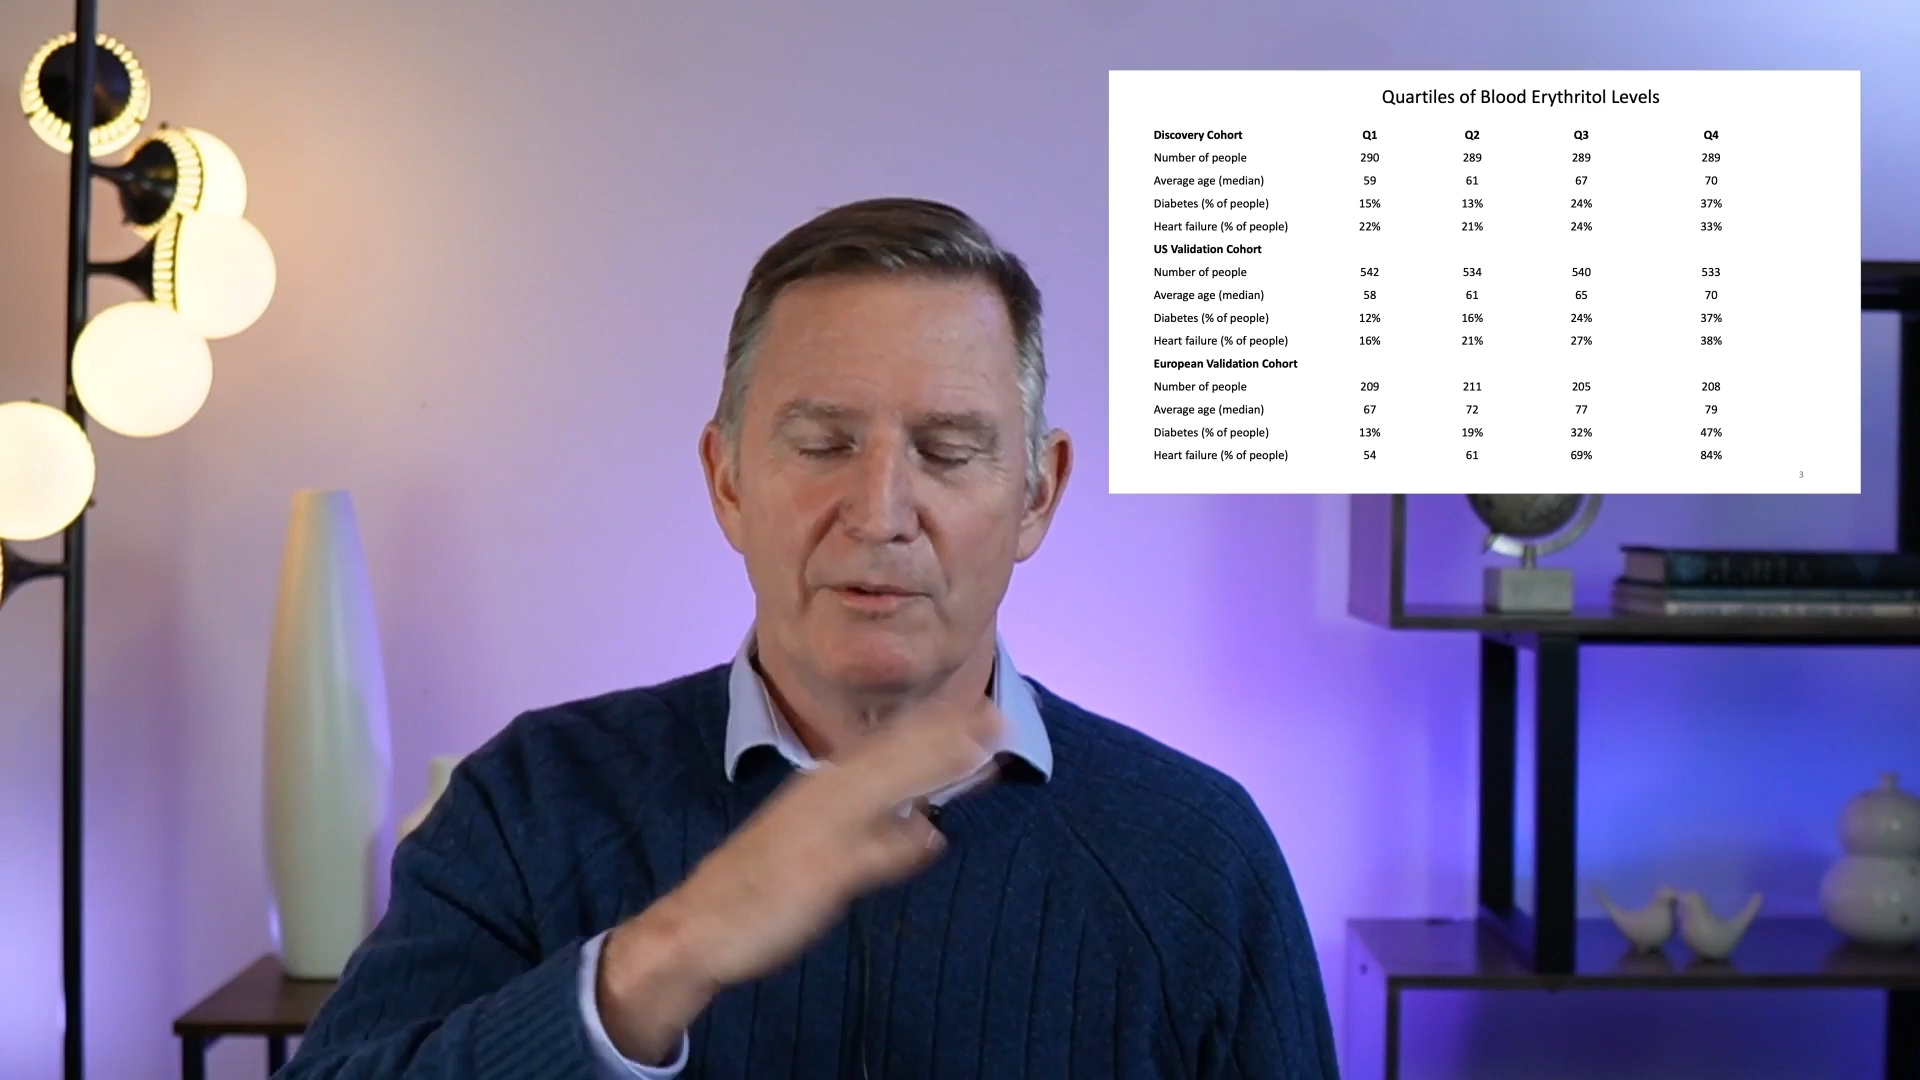 Quartiles of Blood Erythritol Levels
Discovery Cohort Q1 Q2 Q3 Q4
Number of people 290 289 289 289
Average age (median) 59 61 67 70
Diabetes (% of people) 15% 13% 24% 37%
Heart failure (% of people) 22% 21% 24% 33%
US Validation Cohort
Number of people 542 534 540 533
Average age (median) 58 61 65 70
Diabetes (% of people) 12% 16% 24% 37%
Heart failure (% of people) 16% 21% 27% 38%
European Validation Cohort
Number of people 209 211 205 208
Average age (median) 67 72 77 79
Diabetes (% of people) 13% 19% 32% 47%
Heart failure (% of people) 54 61 69% 84%
3